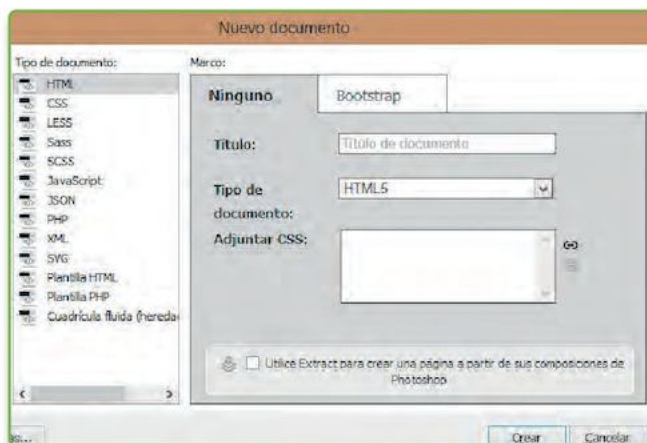 Nuevo documento
Tipo de documento:
Marco:
HTML
CSS
LESS
Sass
SCSS
JavaScript
JSON
PHP
XML
SVG
Plantilla HTML
Plantilla PHP
Cuadrícula fluida (hereda
Ninguno
Bootstrap
Título:
Título de documento
Tipo de
documento:
HTML5
Adjuntar CSS:
Utilice Extract para crear una página a partir de sus composiciones de
Photoshop
as...
Crear
Cancelar